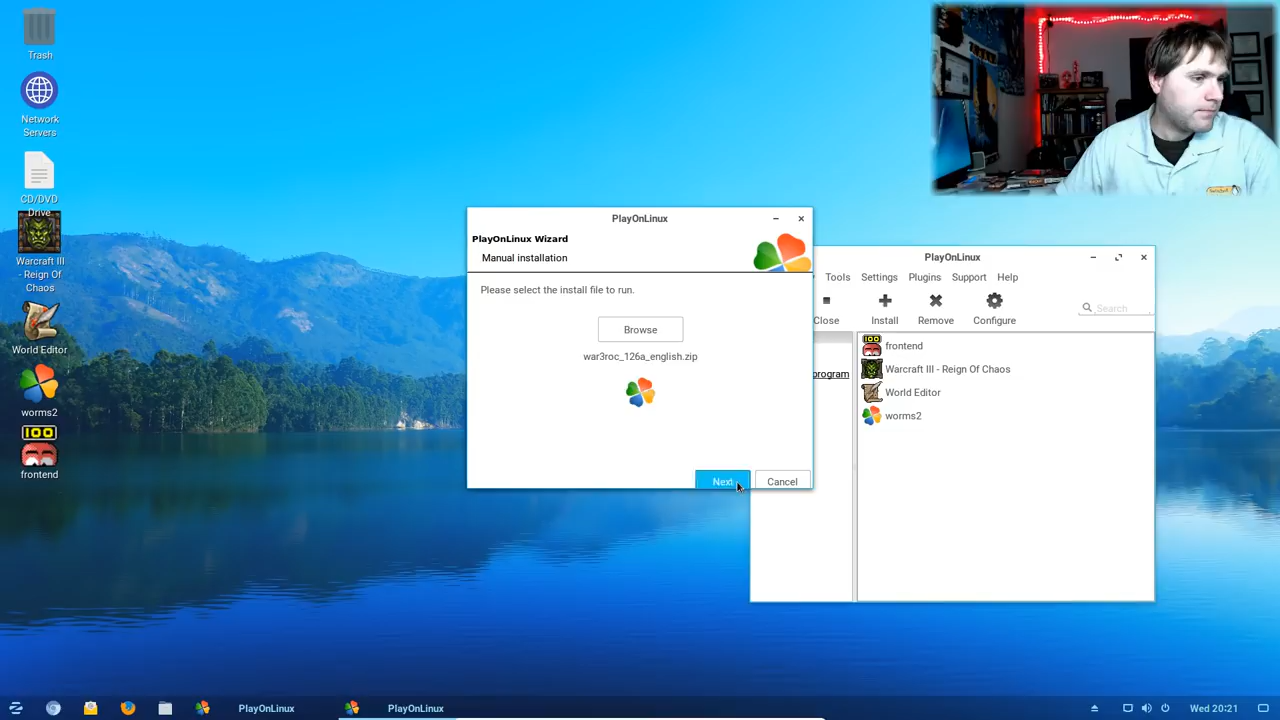 Trash
Network
Servers
CD/DVD
Drive
Warcraft III
- Reign Of
Chaos
World Editor
worms2
100
frontend
PlayOnLinux
PlayOnLinux Wizard
Manual installation
Please select the install file to run.
Browse
war3roc_126a_english.zip
Next
Cancel
PlayOnLinux
Tools
Settings
Plugins
Support
Help
Close
Install
Remove
Configure
Search
program
100
frontend
Warcraft III - Reign Of Chaos
World Editor
worms2
PlayOnLinux
PlayOnLinux
Wed 20:21